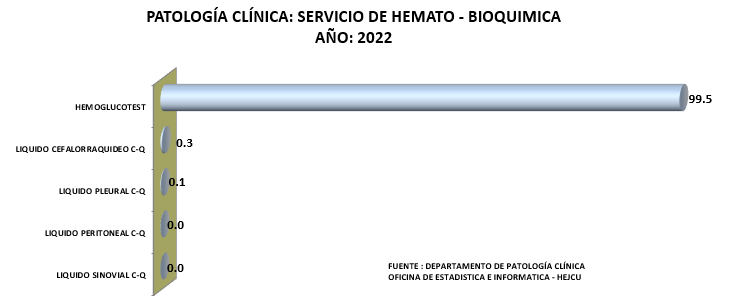 PATOLOGÍA CLÍNICA: SERVICIO DE HEMATO - BIOQUIMICA
AÑO: 2022
HEMOGLUCOTEST
99.5
LIQUIDO CEFALORRAQUIDEO C-Q
0.3
LIQUIDO PLEURAL C-Q
0.1
LIQUIDO PERITONEAL C-Q
0.0
LIQUIDO SINOVIAL C-Q
0.0
FUENTE : DEPARTAMENTO DE PATOLOGÍA CLÍNICA
OFICINA DE ESTADISTICA E INFORMATICA - HEJCU